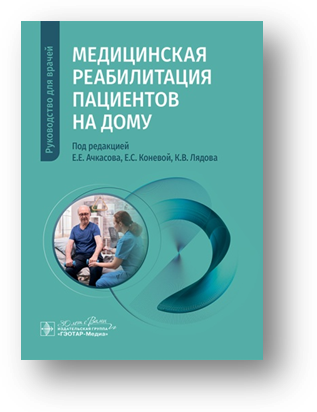 Руководство для врачей
МЕДИЦИНСКАЯ
РЕАБИЛИТАЦИЯ
ПАЦИЕНТОВ
НА ДОМУ
Под редакцией
Е.Е. Ачкасова, Е.С. Коневой, К.В. Лядова
ИЗДАТЕЛЬСКАЯ ГРУППА
«ГЭОТАР-Медиа»